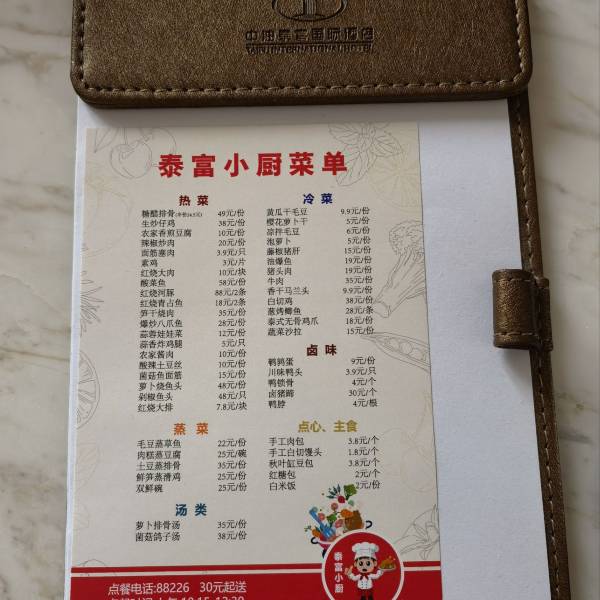 中油泰富国际酒店
TAIFU INTERNATIONAL HOTEL
泰富小厨菜单
热菜
糖醋排骨 49元/份
生炒仔鸡 38元/份
农家香煎豆腐 10元/份
辣椒炒肉 20元/份
面筋塞肉 3.9元/只
素鸡 3元/片
红烧大肉 10元/块
酸菜鱼 58元/份
红烧河豚 88元/2条
红烧青占鱼 18元/2条
笋干烧肉 35元/份
爆炒八爪鱼 28元/份
蒜蓉娃娃菜 12元/份
蒜香炸鸡腿 5元/只
农家酱肉 10元/份
酸辣土豆丝 10元/份
菌菇鱼面筋 15元/份
萝卜烧鱼头 48元/只
剁椒鱼头 48元/只
红烧大排 7.8元/块
蒸菜
毛豆蒸草鱼 22元/份
肉糕蒸豆腐 25元/碗
土豆蒸排骨 35元/份
鲜笋蒸滑鸡 25元/份
双鲜碗 25元/份
汤类
萝卜排骨汤 35元/份
菌菇鸽子汤 38元/份
冷菜
黄瓜干毛豆 9.9元/份
樱花萝卜干 5元/份
凉拌毛豆 6元/份
泡萝卜 5元/份
藤椒猪肝 15元/份
油爆鱼 19元/份
猪头肉 19元/份
牛肉 35元/份
香干马兰头 9.9元/份
白切鸡 38元/份
葱烤鲫鱼 28元/条
泰式无骨鸡爪 18元/份
蔬菜沙拉 15元/份
卤味
鹌鹑蛋 9元/份
川味鸭头 3.9元/只
鸭锁骨 4元/个
卤猪蹄 30元/个
鸭脖 4元/根
点心、主食
手工肉包 3.8元/个
手工白切馒头 1.8元/个
秋叶缸豆包 3.8元/个
红糖包 2元/个
白米饭 2元/份
泰富小厨
点餐电话:88226 30元起送